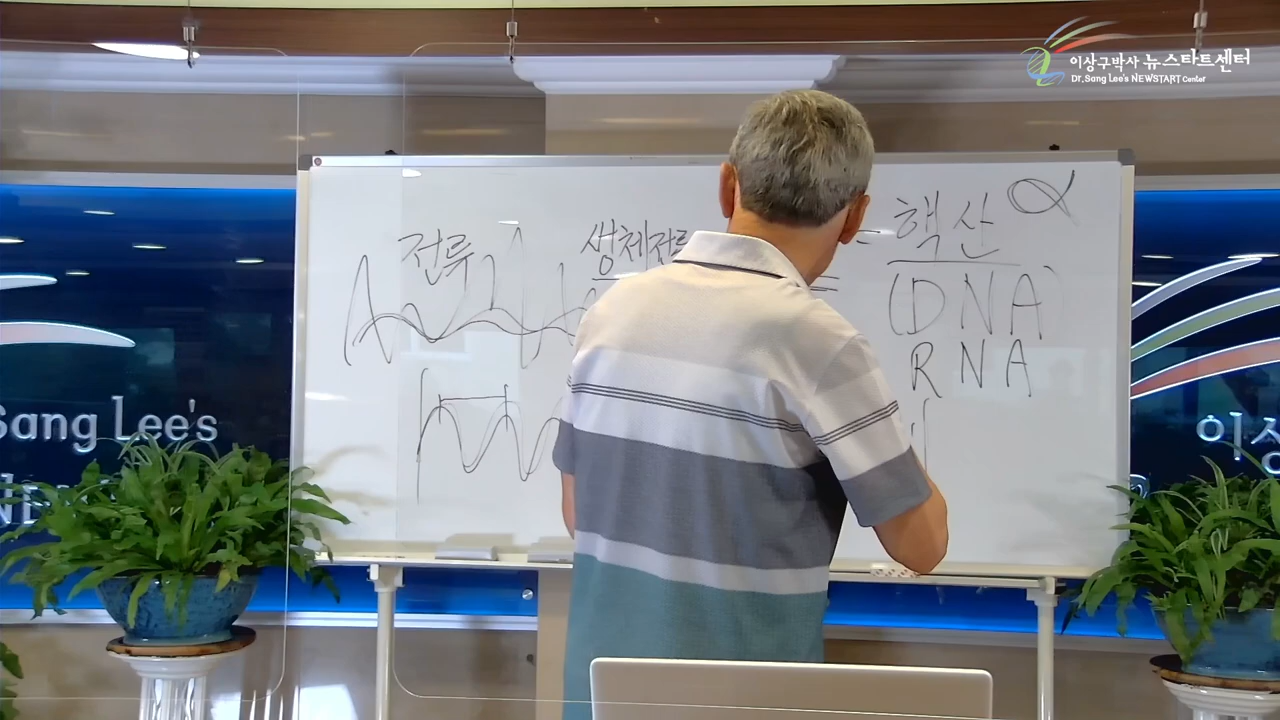 이상구박사 뉴스타트센터
Dr. Sang Lee's NEWSTART Center
전류
생체전류
=
핵산
α
=
(DNA)
RNA
Sang Lee's
이상